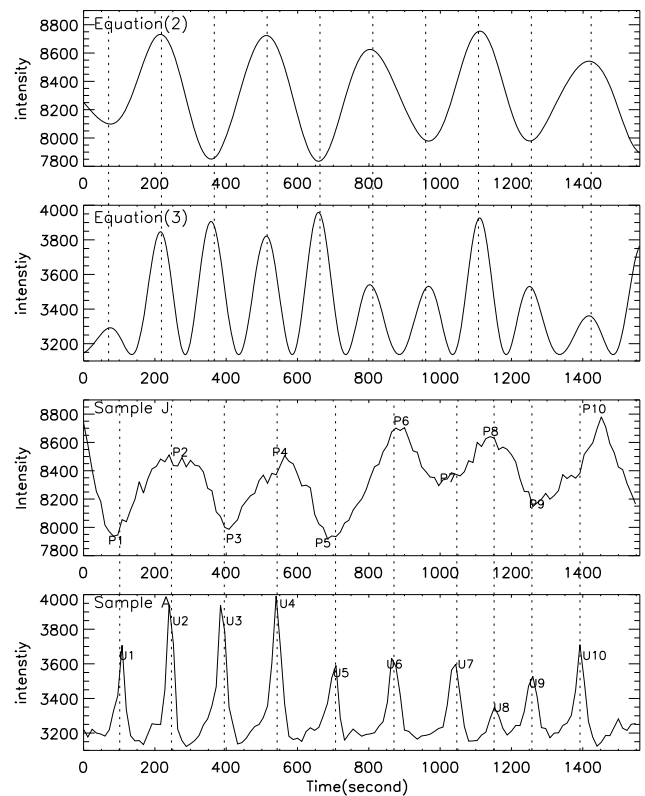 Equation(2)
8800
8600
8400
8200
8000
7800
intensity
0 200 400 600 800 1000 1200 1400
Equation(3)
4000
3800
3600
3400
3200
intenstiy
0 200 400 600 800 1000 1200 1400
Sample J
8800
8600
8400
8200
8000
7800
Intensity
P1
P2
P3
P4
P5
P6
P7
P8
P9
P10
0 200 400 600 800 1000 1200 1400
Sample A
4000
3800
3600
3400
3200
intenstiy
U1
U2
U3
U4
U5
U6
U7
U8
U9
U10
0 200 400 600 800 1000 1200 1400
Time(second)